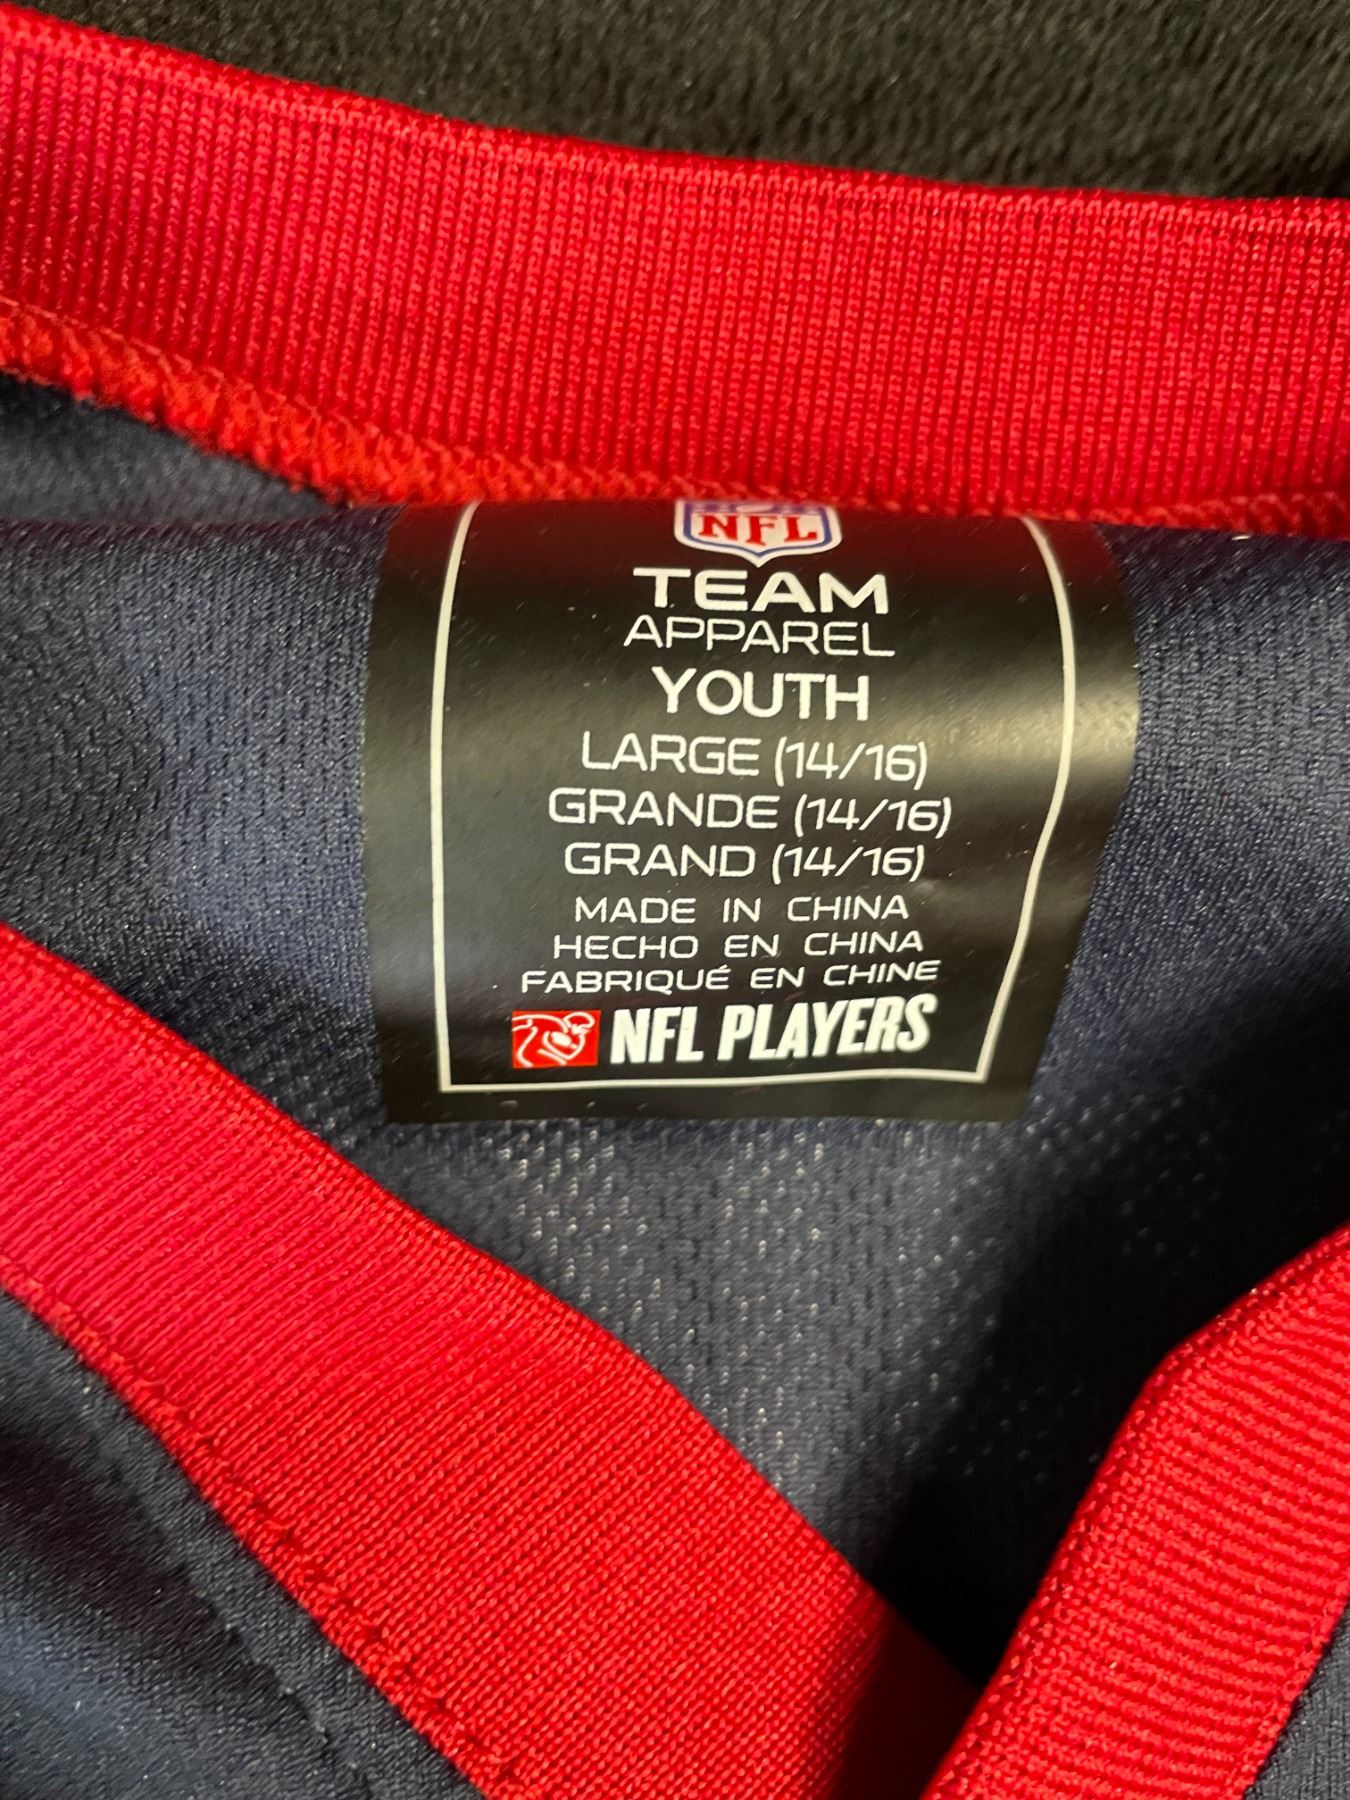 NFL
TEAM
APPAREL
YOUTH
LARGE (14/16)
GRANDE (14/16)
GRAND (14/16)
MADE IN CHINA
HECHO EN CHINA
FABRIQUÉ EN CHINE
NFL PLAYERS